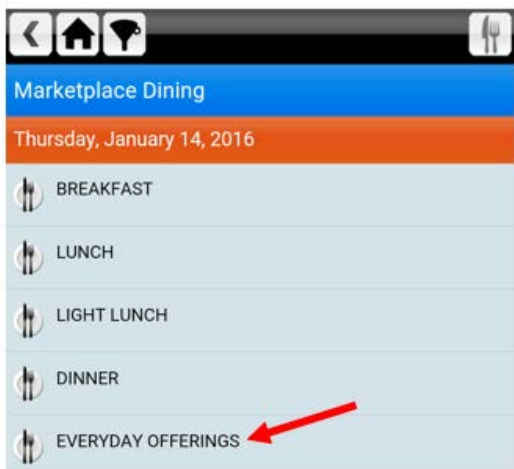 Marketplace Dining
Thursday, January 14, 2016
BREAKFAST
LUNCH
LIGHT LUNCH
DINNER
EVERYDAY OFFERINGS